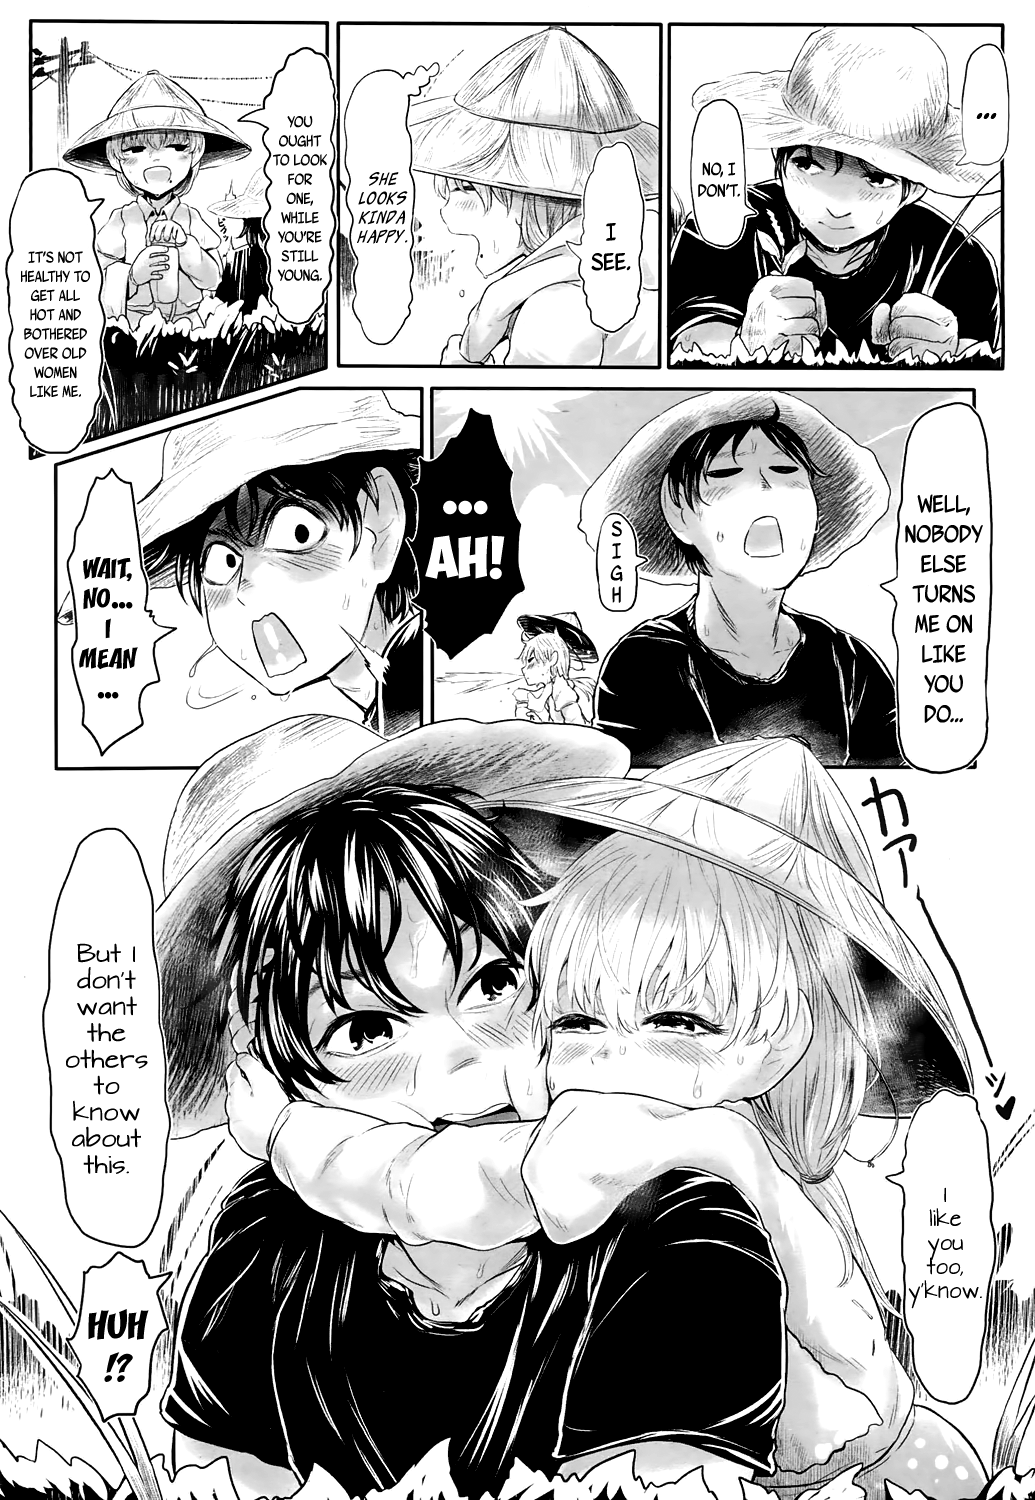 ...
NO, I
DON'T.
I
SEE.
SHE
LOOKS
KINDA
HAPPY.
YOU
OUGHT
TO LOOK
FOR
ONE,
WHILE
YOU'RE
STILL
YOUNG.
IT'S NOT
HEALTHY TO
GET ALL
HOT AND
BOTHERED
OVER OLD
WOMEN
LIKE ME.
WELL,
NOBODY
ELSE
TURNS
ME ON
LIKE
YOU
DO...
SIGH
...
AH!
WAIT,
NO...
I
MEAN
...
カアーッ
I
like
you
too,
y'know.
But I
don't
want
the
others
to
know
about
this.
HUH
!?